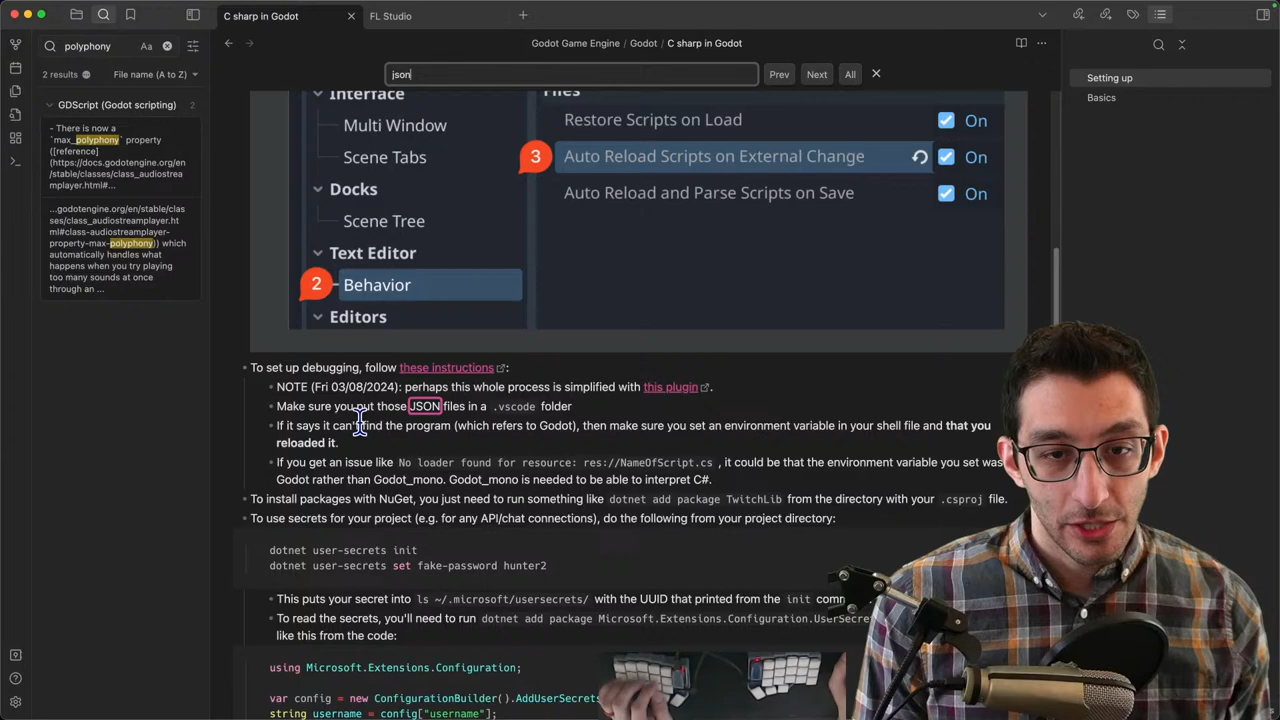 C sharp in Godot
FL Studio
polyphony
Aa
Godot Game Engine / Godot / C sharp in Godot
2 results
File name (A to Z)
json
Prev
Next
All
Setting up
Basics
GDScript (Godot scripting)
2
- There is now a
`max_polyphony` property
([reference]
(https://docs.godotengine.org/en
/stable/classes/class_audiostrea
mplayer.html#...
...godotengine.org/en/stable/clas
ses/class_audiostreamplayer.ht
ml#class-audiostreamplayer-
property-max-
polyphony)) which
automatically handles what
happens when you try playing
too many sounds at once
through an ...
Interface
Multi Window
Scene Tabs
Docks
Scene Tree
Text Editor
2
Behavior
Editors
Files
Restore Scripts on Load
On
3
Auto Reload Scripts on External Change
On
Auto Reload and Parse Scripts on Save
On
To set up debugging, follow these instructions:
NOTE (Fri 03/08/2024): perhaps this whole process is simplified with this plugin.
Make sure you put those JSON files in a .vscode folder
If it says it can't find the program (which refers to Godot), then make sure you set an environment variable in your shell file and that you
reloaded it.
If you get an issue like No loader found for resource: res://NameOfScript.cs , it could be that the environment variable you set was
Godot rather than Godot_mono. Godot_mono is needed to be able to interpret C#.
To install packages with NuGet, you just need to run something like dotnet add package TwitchLib from the directory with your .csproj file.
To use secrets for your project (e.g. for any API/chat connections), do the following from your project directory:
dotnet user-secrets init
dotnet user-secrets set fake-password hunter2
This puts your secret into ls ~/.microsoft/usersecrets/ with the UUID that printed from the init comm
To read the secrets, you'll need to run dotnet add package Microsoft.Extensions.Configuration.UserSecre
like this from the code:
using Microsoft.Extensions.Configuration;
var config = new ConfigurationBuilder().AddUserSecrets
string username = config["username"];